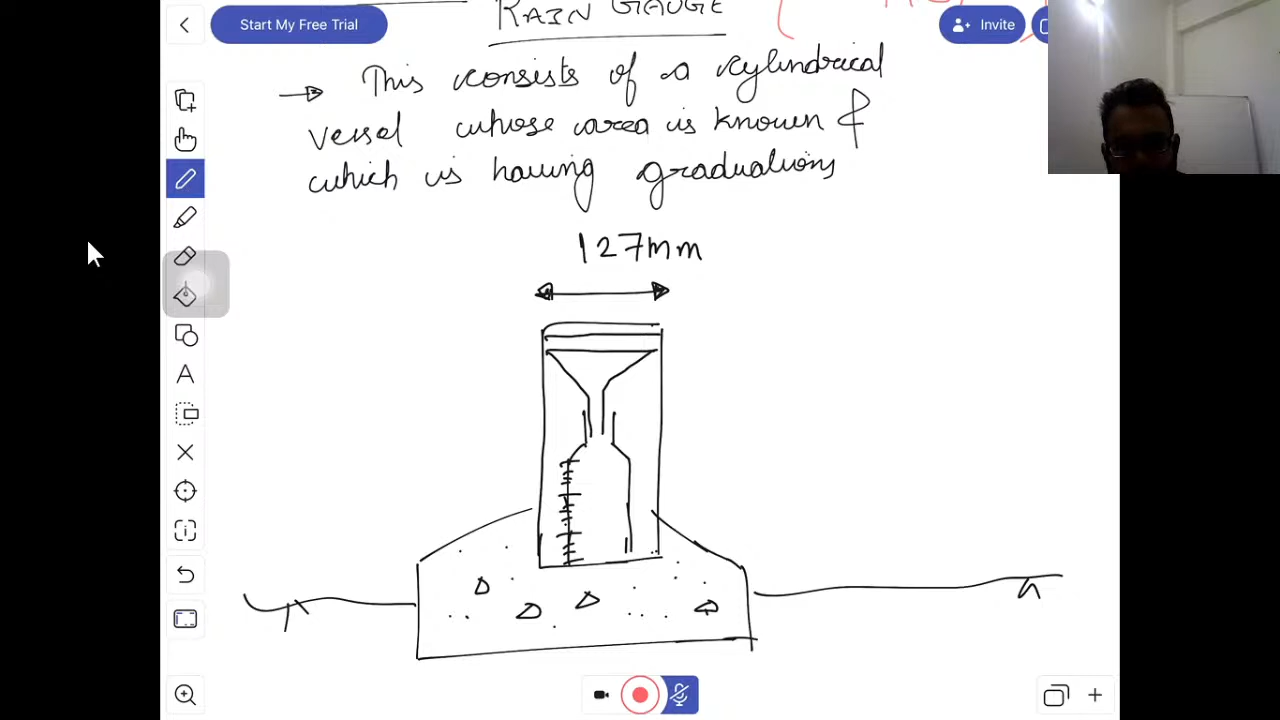 Start My Free Trial
RAIN GAUGE
Invite
→ This consists of a cylindrical
vessel whose area is known &
which is having graduations
127mm
A